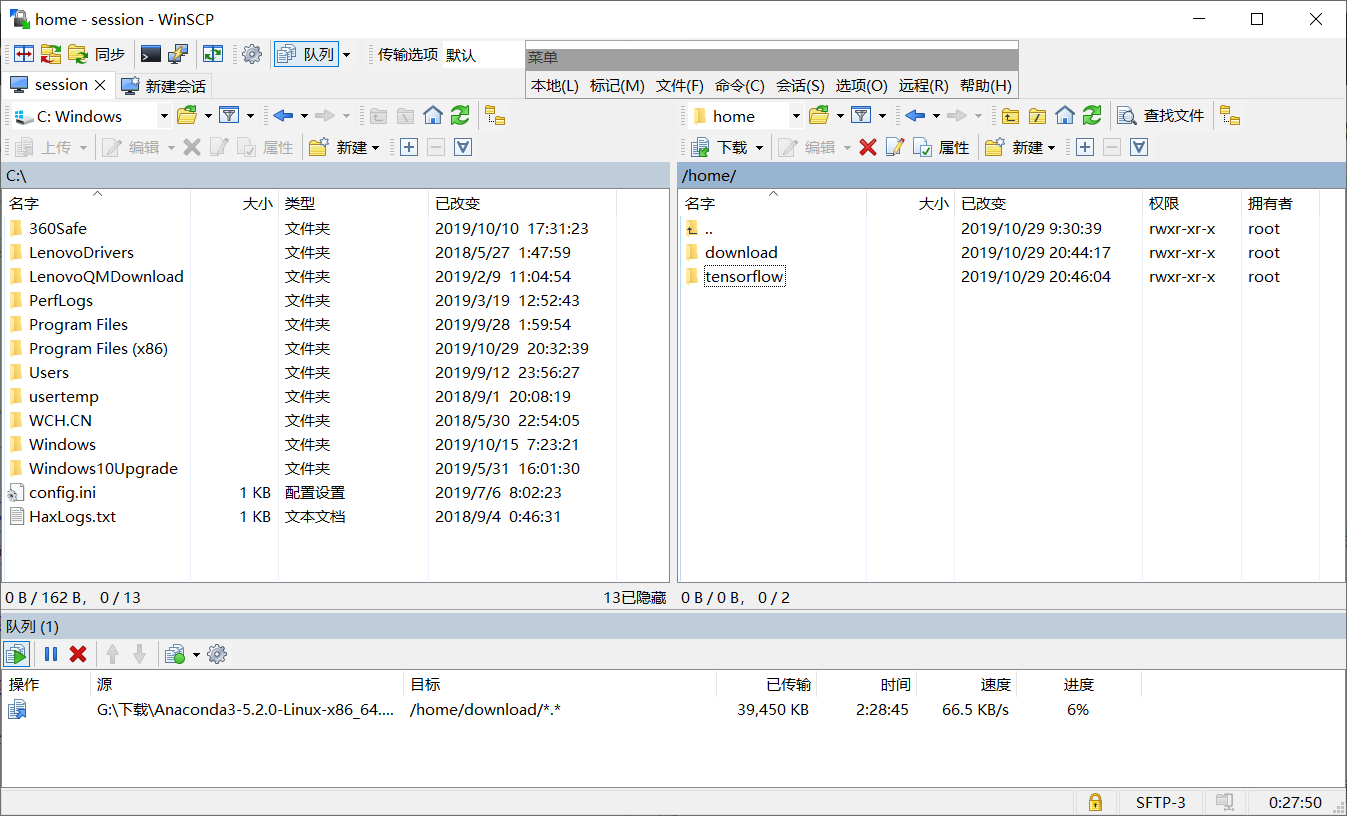 home - session - WinSCP
同步 队列 传输选项 默认
菜单
本地(L) 标记(M) 文件(F) 命令(C) 会话(S) 选项(O) 远程(R) 帮助(H)
session 新建会话
C: Windows home 查找文件
上传 编辑 属性 新建 下载 编辑 属性 新建
C:\ /home/
名字 大小 类型 已改变
360Safe 文件夹 2019/10/10 17:31:23
LenovoDrivers 文件夹 2018/5/27 1:47:59
LenovoQMDownload 文件夹 2019/2/9 11:04:54
PerfLogs 文件夹 2019/3/19 12:52:43
Program Files 文件夹 2019/9/28 1:59:54
Program Files (x86) 文件夹 2019/10/29 20:32:39
Users 文件夹 2019/9/12 23:56:27
usertemp 文件夹 2018/9/1 20:08:19
WCH.CN 文件夹 2018/5/30 22:54:05
Windows 文件夹 2019/10/15 7:23:21
Windows10Upgrade 文件夹 2019/5/31 16:01:30
config.ini 1 KB 配置设置 2019/7/6 8:02:23
HaxLogs.txt 1 KB 文本文档 2018/9/4 0:46:31
名字 大小 已改变 权限 拥有者
.. 2019/10/29 9:30:39 rwxr-xr-x root
download 2019/10/29 20:44:17 rwxr-xr-x root
tensorflow 2019/10/29 20:46:04 rwxr-xr-x root
0 B / 162 B， 0 / 13 13已隐藏 0 B / 0 B， 0 / 2
队列 (1)
操作 源 目标 已传输 时间 速度 进度
G:\下载\Anaconda3-5.2.0-Linux-x86_64.... /home/download/*.* 39,450 KB 2:28:45 66.5 KB/s 6%
SFTP-3 0:27:50